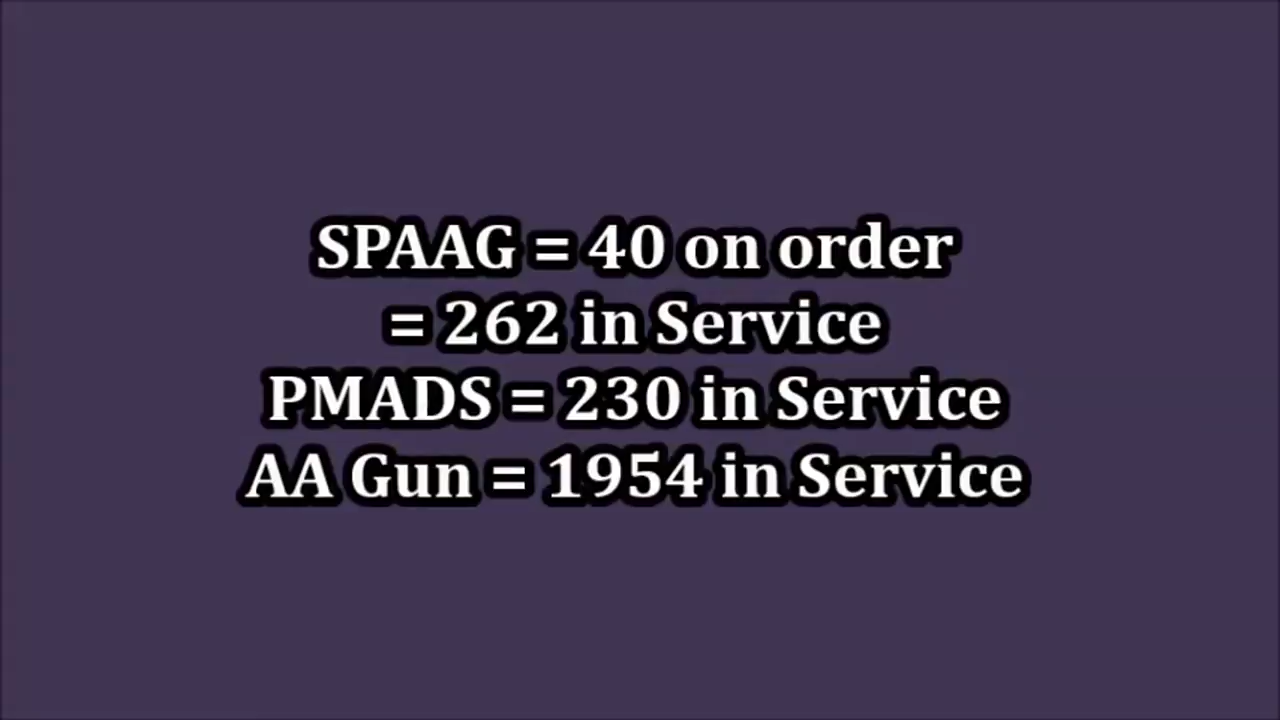 SPAAG = 40 on order
= 262 in Service
PMADS = 230 in Service
AA Gun = 1954 in Service